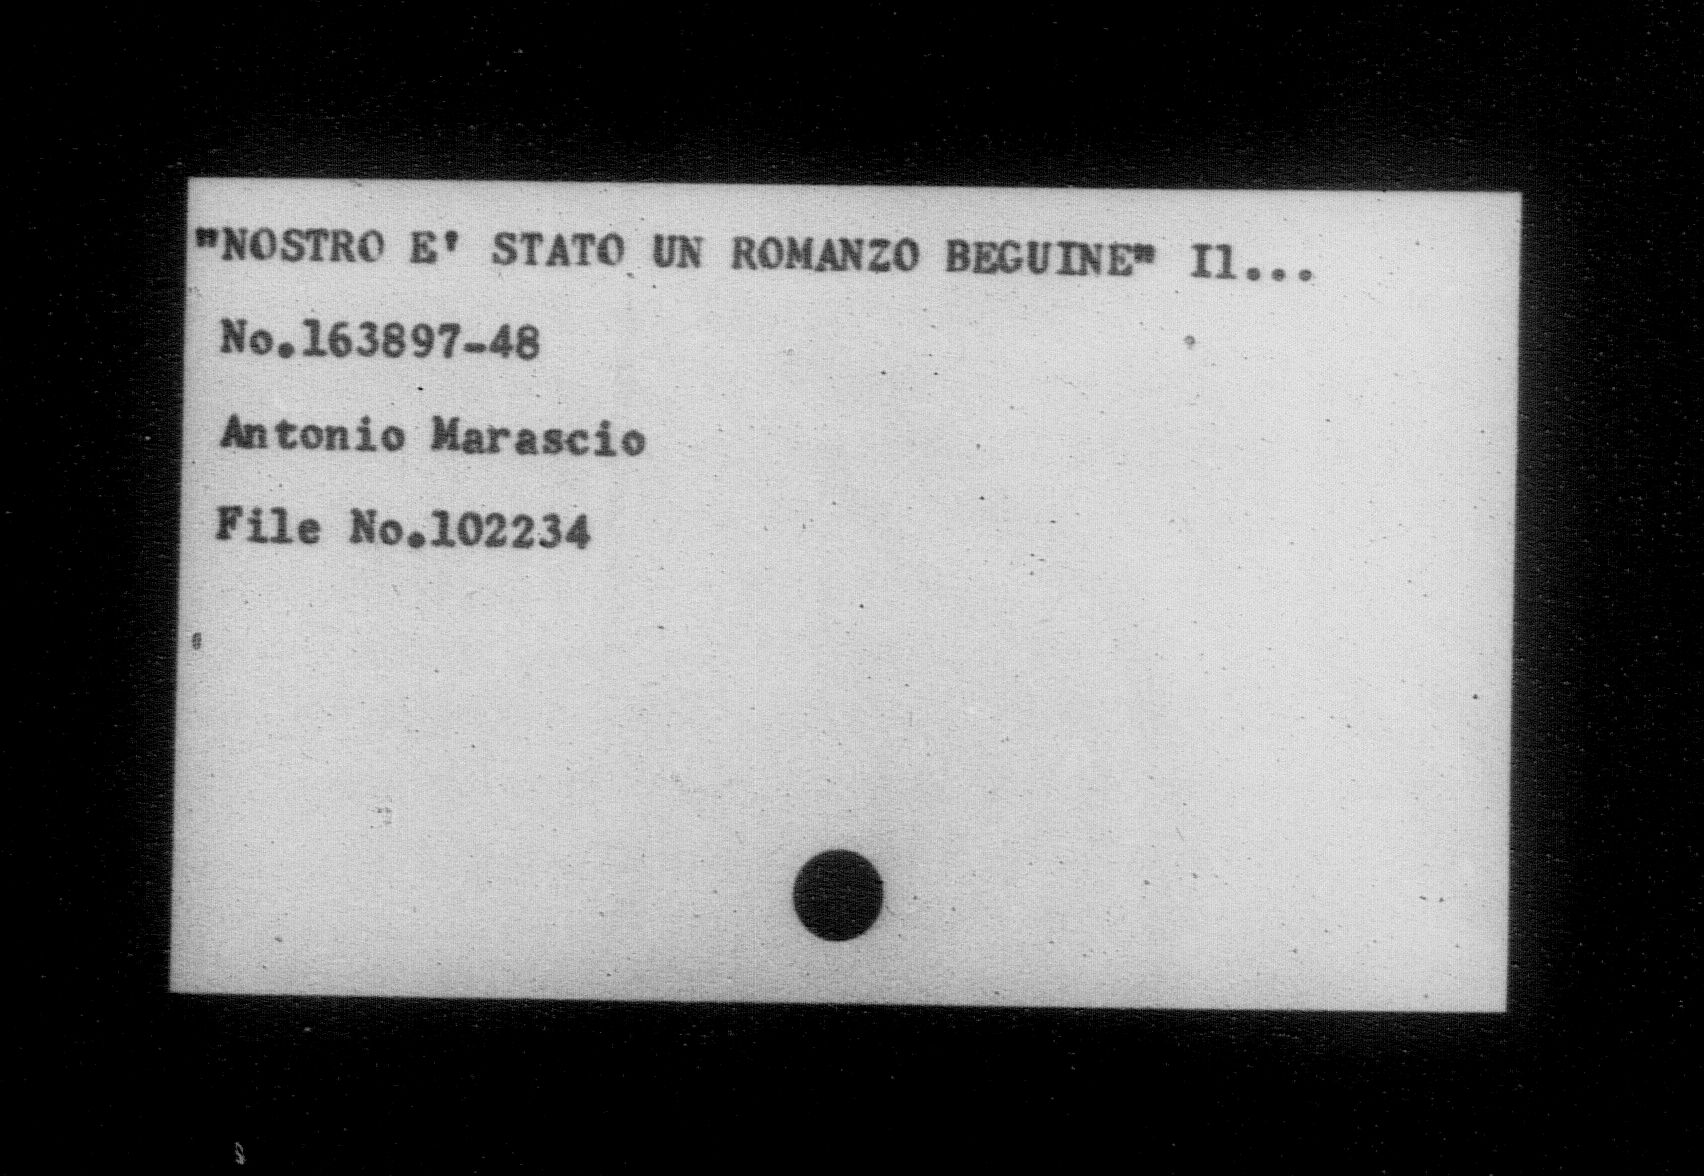 "NOSTRO E' STATO UN ROMANZO BEGUINE" Il...
No.163897-48
Antonio Marascio
File No.102234